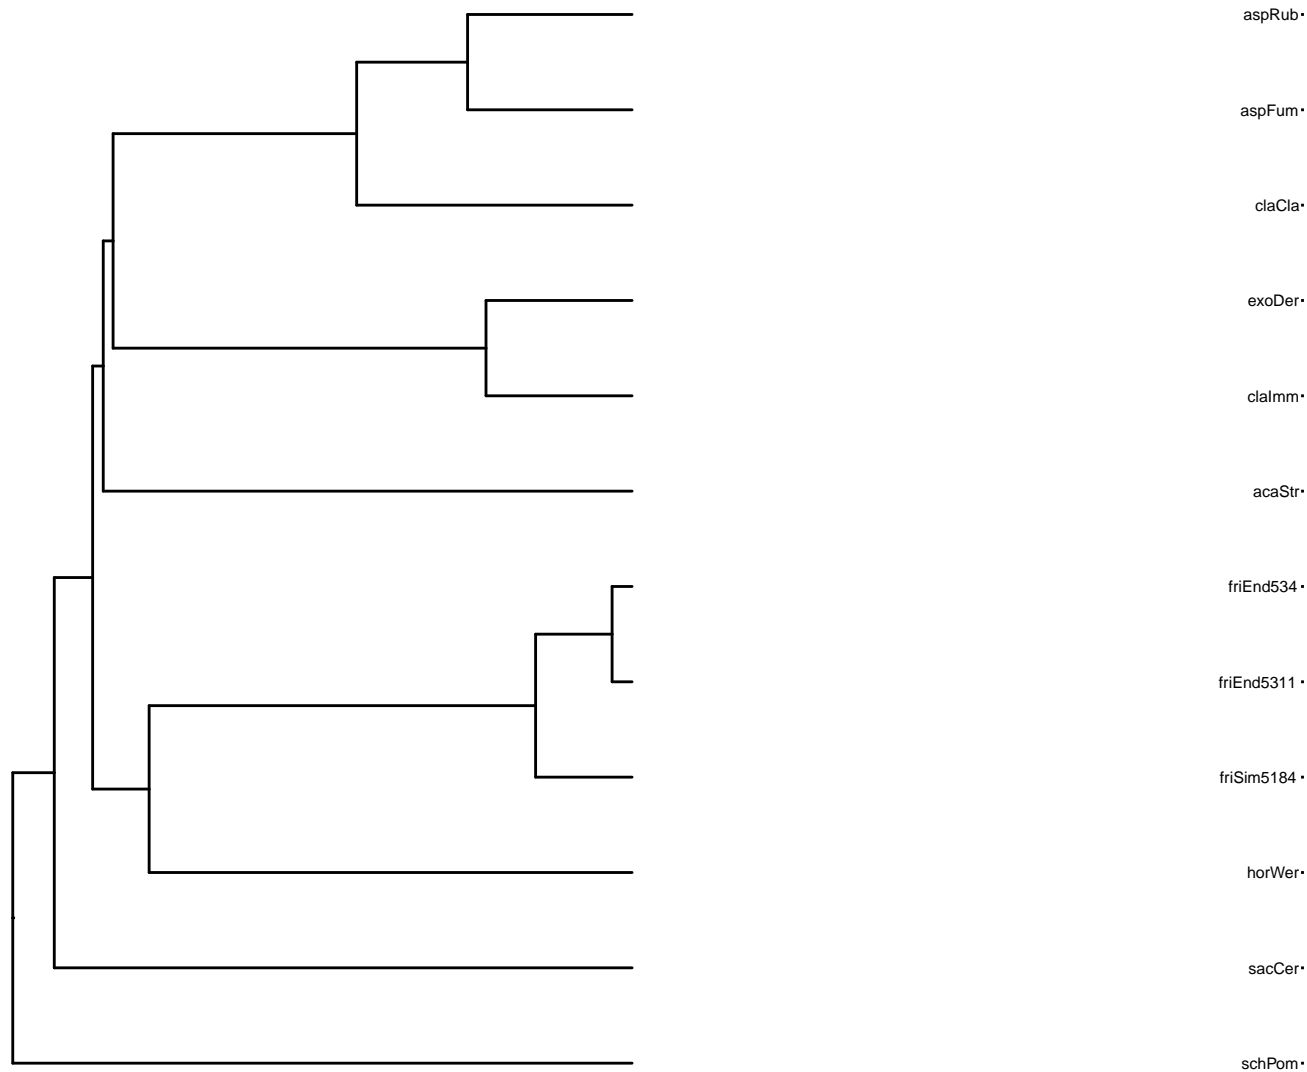 aspRub
aspFum
claCla
exoDer
claImm
acaStr
friEnd534
friEnd5311
friSim5184
horWer
sacCer
schPom